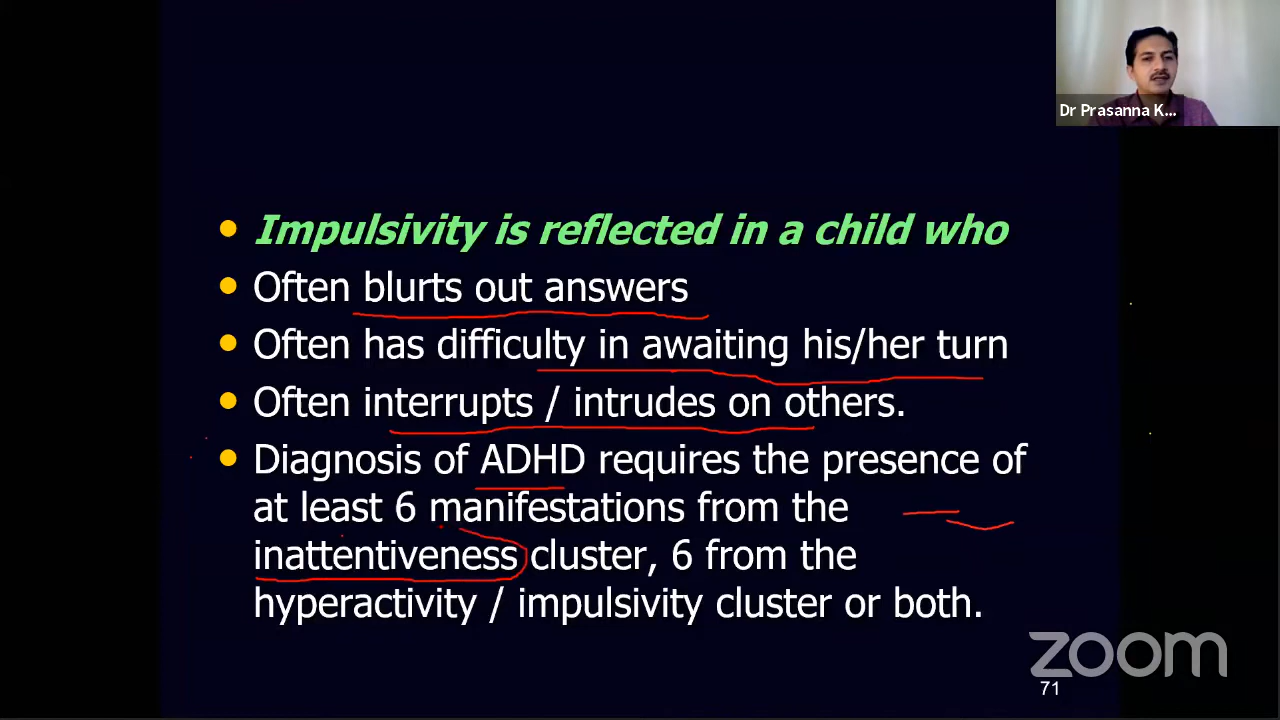 Dr Prasanna K...
Impulsivity is reflected in a child who
Often blurts out answers
Often has difficulty in awaiting his/her turn
Often interrupts / intrudes on others.
Diagnosis of ADHD requires the presence of
at least 6 manifestations from the
inattentiveness cluster, 6 from the
hyperactivity / impulsivity cluster or both.
zoom
71